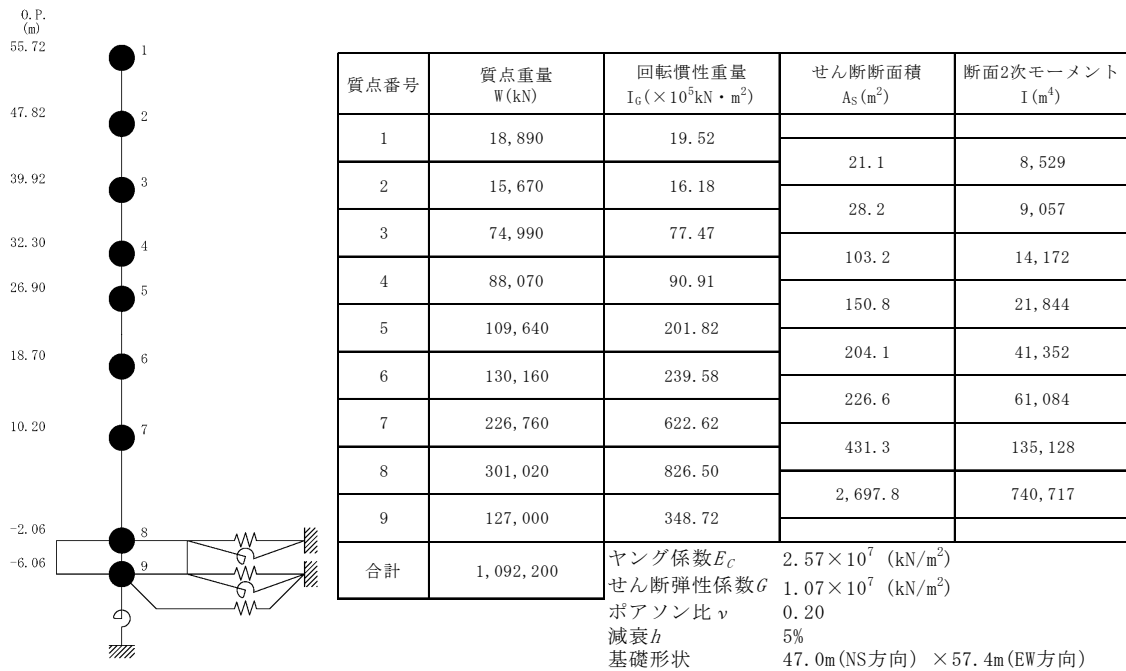 O.P.
(m)
55.72
47.82
39.92
32.30
26.90
18.70
10.20
-2.06
-6.06
1
2
3
4
5
6
7
8
9
質点番号 質点重量 W(kN) 回転慣性重量 I_G(×10⁵kN・m²) せん断断面積 A_S(m²) 断面2次モーメント I(m⁴)
1 18,890 19.52
21.1 8,529
2 15,670 16.18
28.2 9,057
3 74,990 77.47
103.2 14,172
4 88,070 90.91
150.8 21,844
5 109,640 201.82
204.1 41,352
6 130,160 239.58
226.6 61,084
7 226,760 622.62
431.3 135,128
8 301,020 826.50
2,697.8 740,717
9 127,000 348.72
合計 1,092,200
ヤング係数E_C 2.57×10⁷ (kN/m²)
せん断弾性係数G 1.07×10⁷ (kN/m²)
ポアソン比ν 0.20
減衰h 5%
基礎形状 47.0m(NS方向) ×57.4m(EW方向)